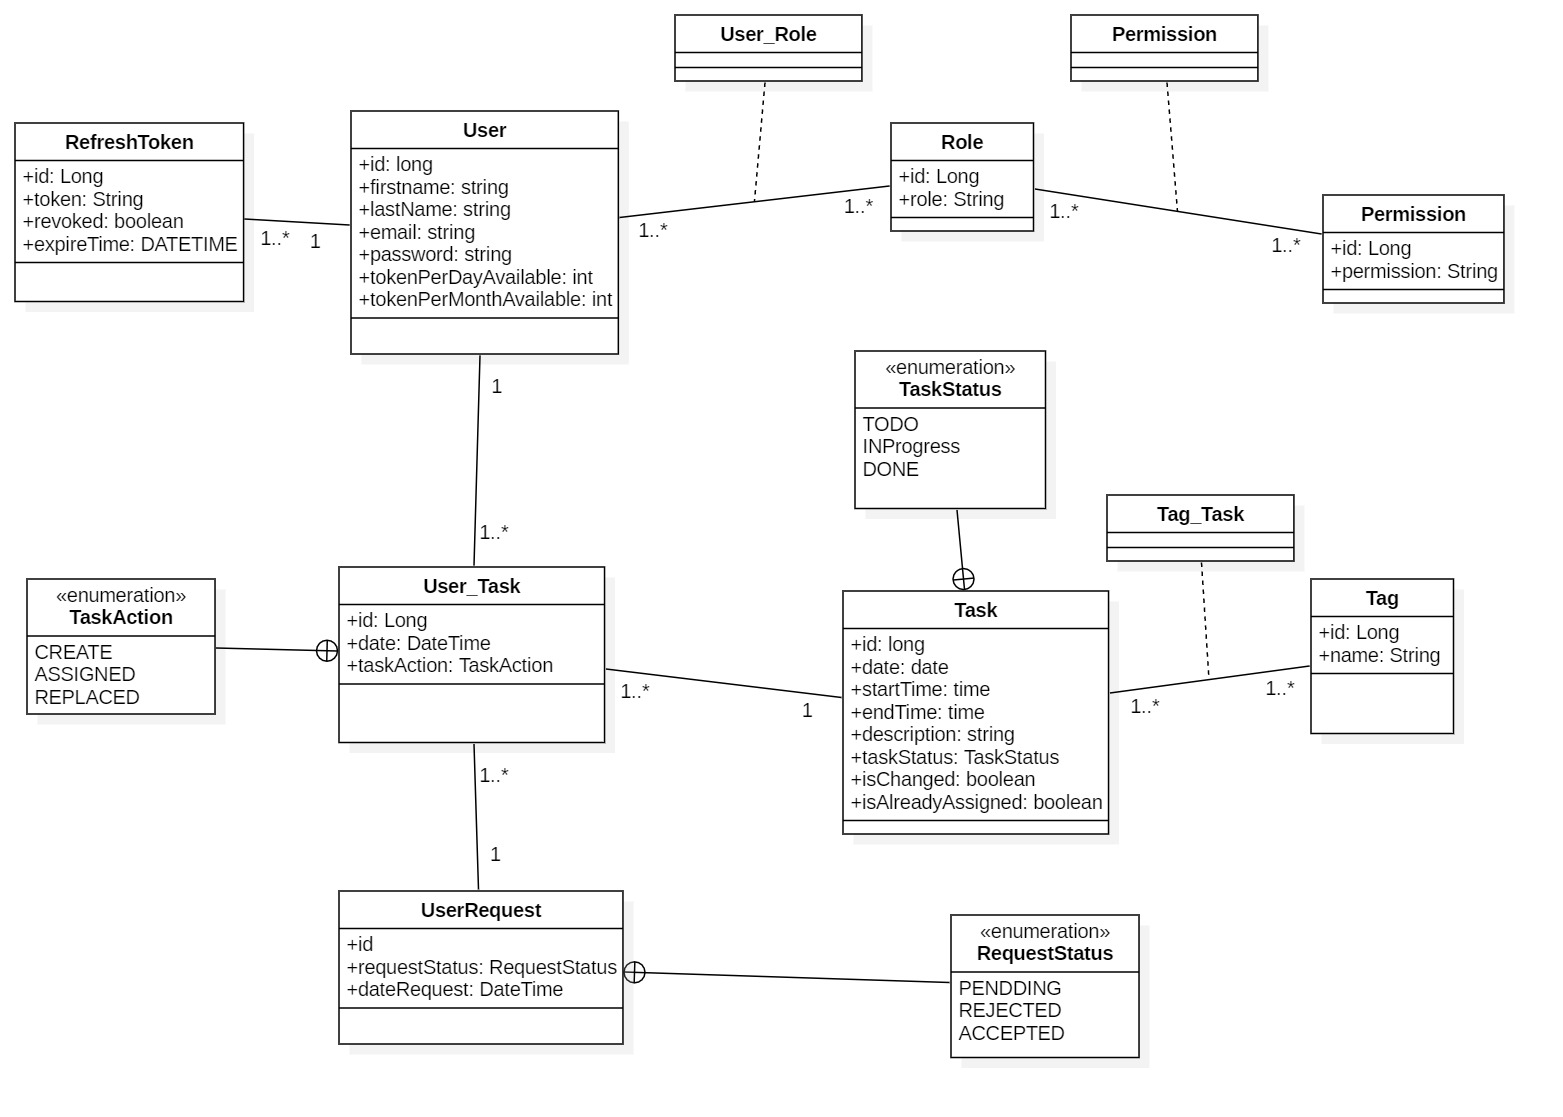 User_Role
Permission
RefreshToken
+id: Long
+token: String
+revoked: boolean
+expireTime: DATETIME
1..*
1
User
+id: long
+firstname: string
+lastName: string
+email: string
+password: string
+tokenPerDayAvailable: int
+tokenPerMonthAvailable: int
1..*
1..*
Role
+id: Long
+role: String
1..*
1..*
Permission
+id: Long
+permission: String
1
1..*
«enumeration»
TaskStatus
TODO
INProgress
DONE
Tag_Task
«enumeration»
TaskAction
CREATE
ASSIGNED
REPLACED
User_Task
+id: Long
+date: DateTime
+taskAction: TaskAction
1..*
1
Task
+id: long
+date: date
+startTime: time
+endTime: time
+description: string
+taskStatus: TaskStatus
+isChanged: boolean
+isAlreadyAssigned: boolean
1..*
1..*
Tag
+id: Long
+name: String
1..*
1
UserRequest
+id
+requestStatus: RequestStatus
+dateRequest: DateTime
«enumeration»
RequestStatus
PENDDING
REJECTED
ACCEPTED